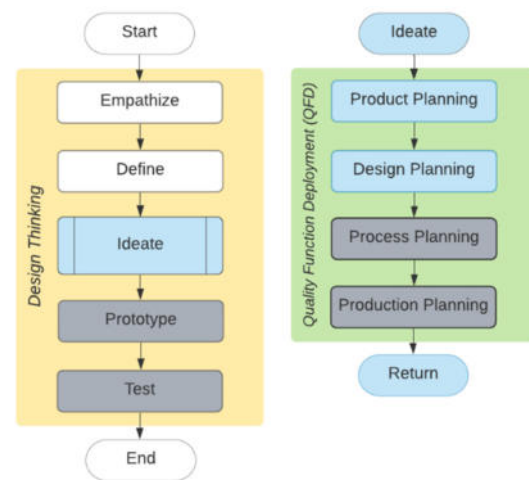 Start
Design Thinking
Empathize
Define
Ideate
Prototype
Test
End
Ideate
Quality Function Deployment (QFD)
Product Planning
Design Planning
Process Planning
Production Planning
Return